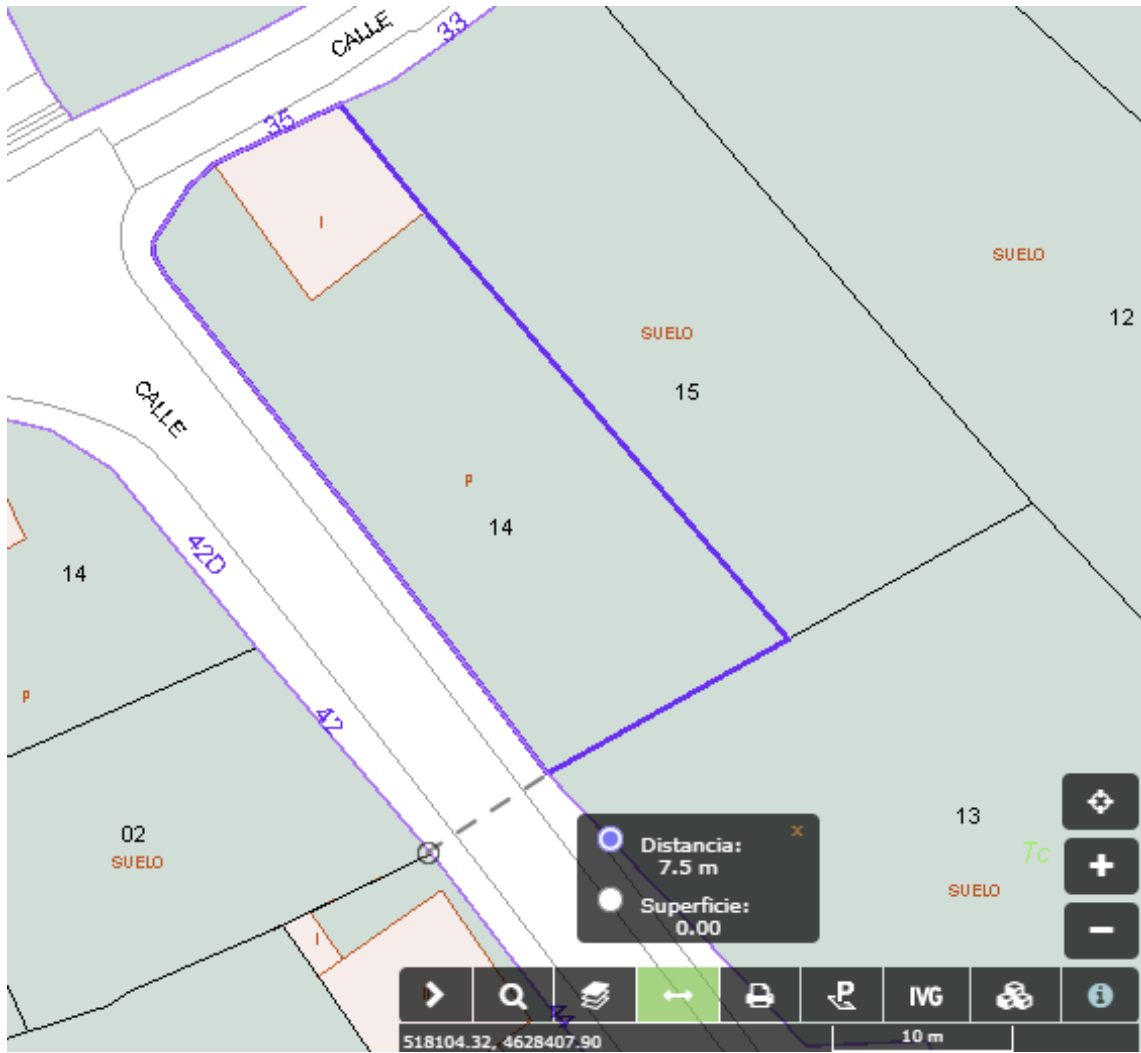 CALLE
33
35
I
SUELO
12
SUELO
15
CALLE
P
14
42D
14
P
42
02
SUELO
13
Tc
SUELO
Distancia:
7.5 m
Superficie:
0.00
x
I
P
IVG
i
518104.32, 4628407.90
10 m